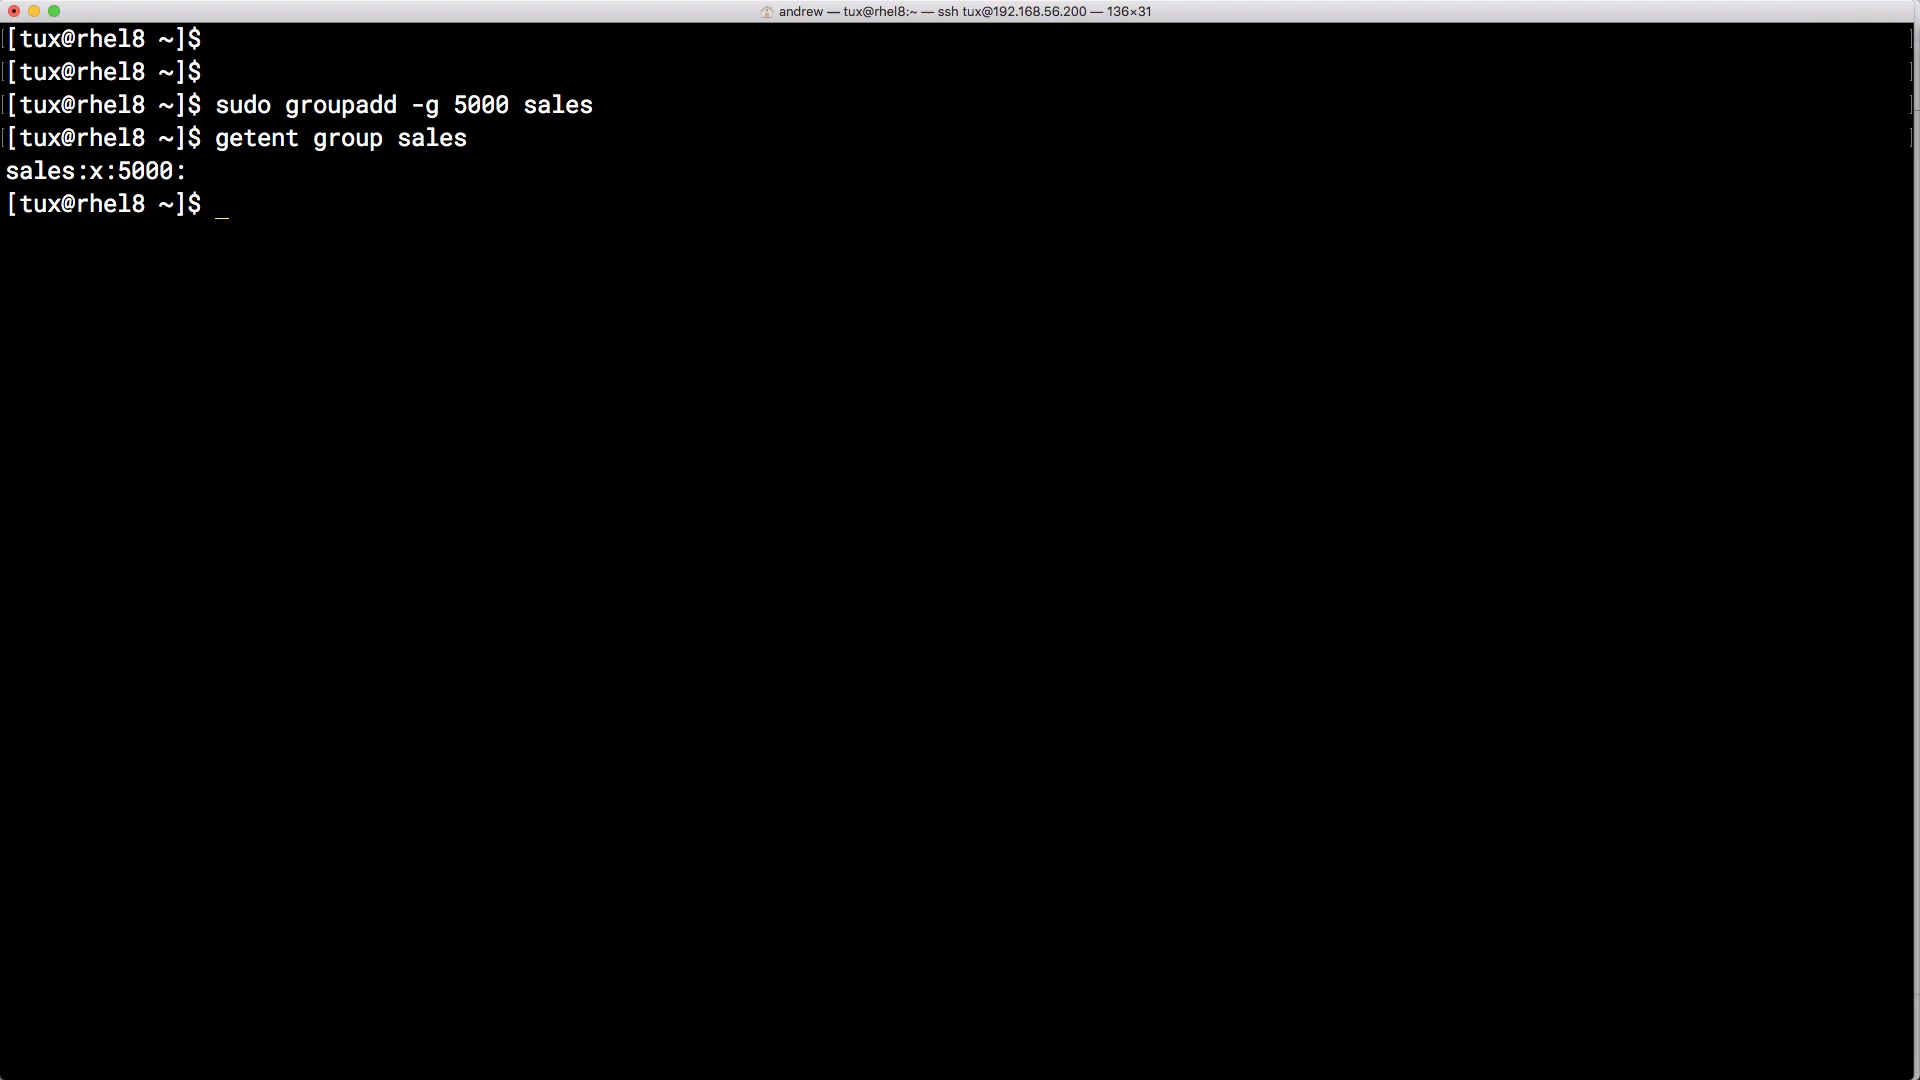 andrew — tux@rhel8:~ — ssh tux@192.168.56.200 — 136×31
[tux@rhel8 ~]$
[tux@rhel8 ~]$
[tux@rhel8 ~]$ sudo groupadd -g 5000 sales
[tux@rhel8 ~]$ getent group sales
sales:x:5000:
[tux@rhel8 ~]$ _